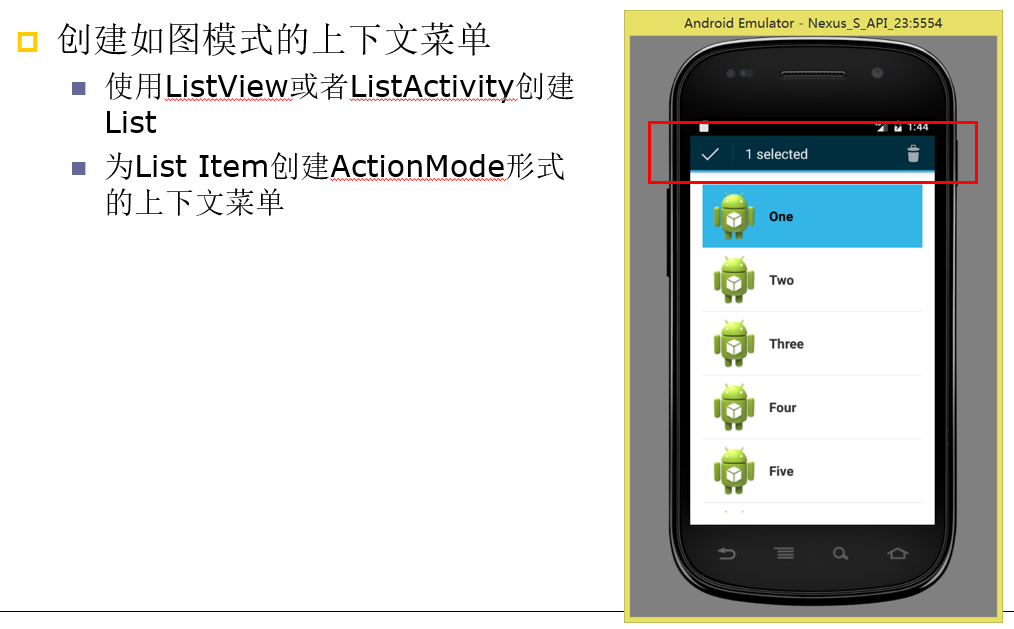 创建如图模式的上下文菜单
使用ListView或者ListActivity创建
List
为List Item创建ActionMode形式
的上下文菜单
Android Emulator - Nexus_S_API_23:5554
1:44
1 selected
One
Two
Three
Four
Five